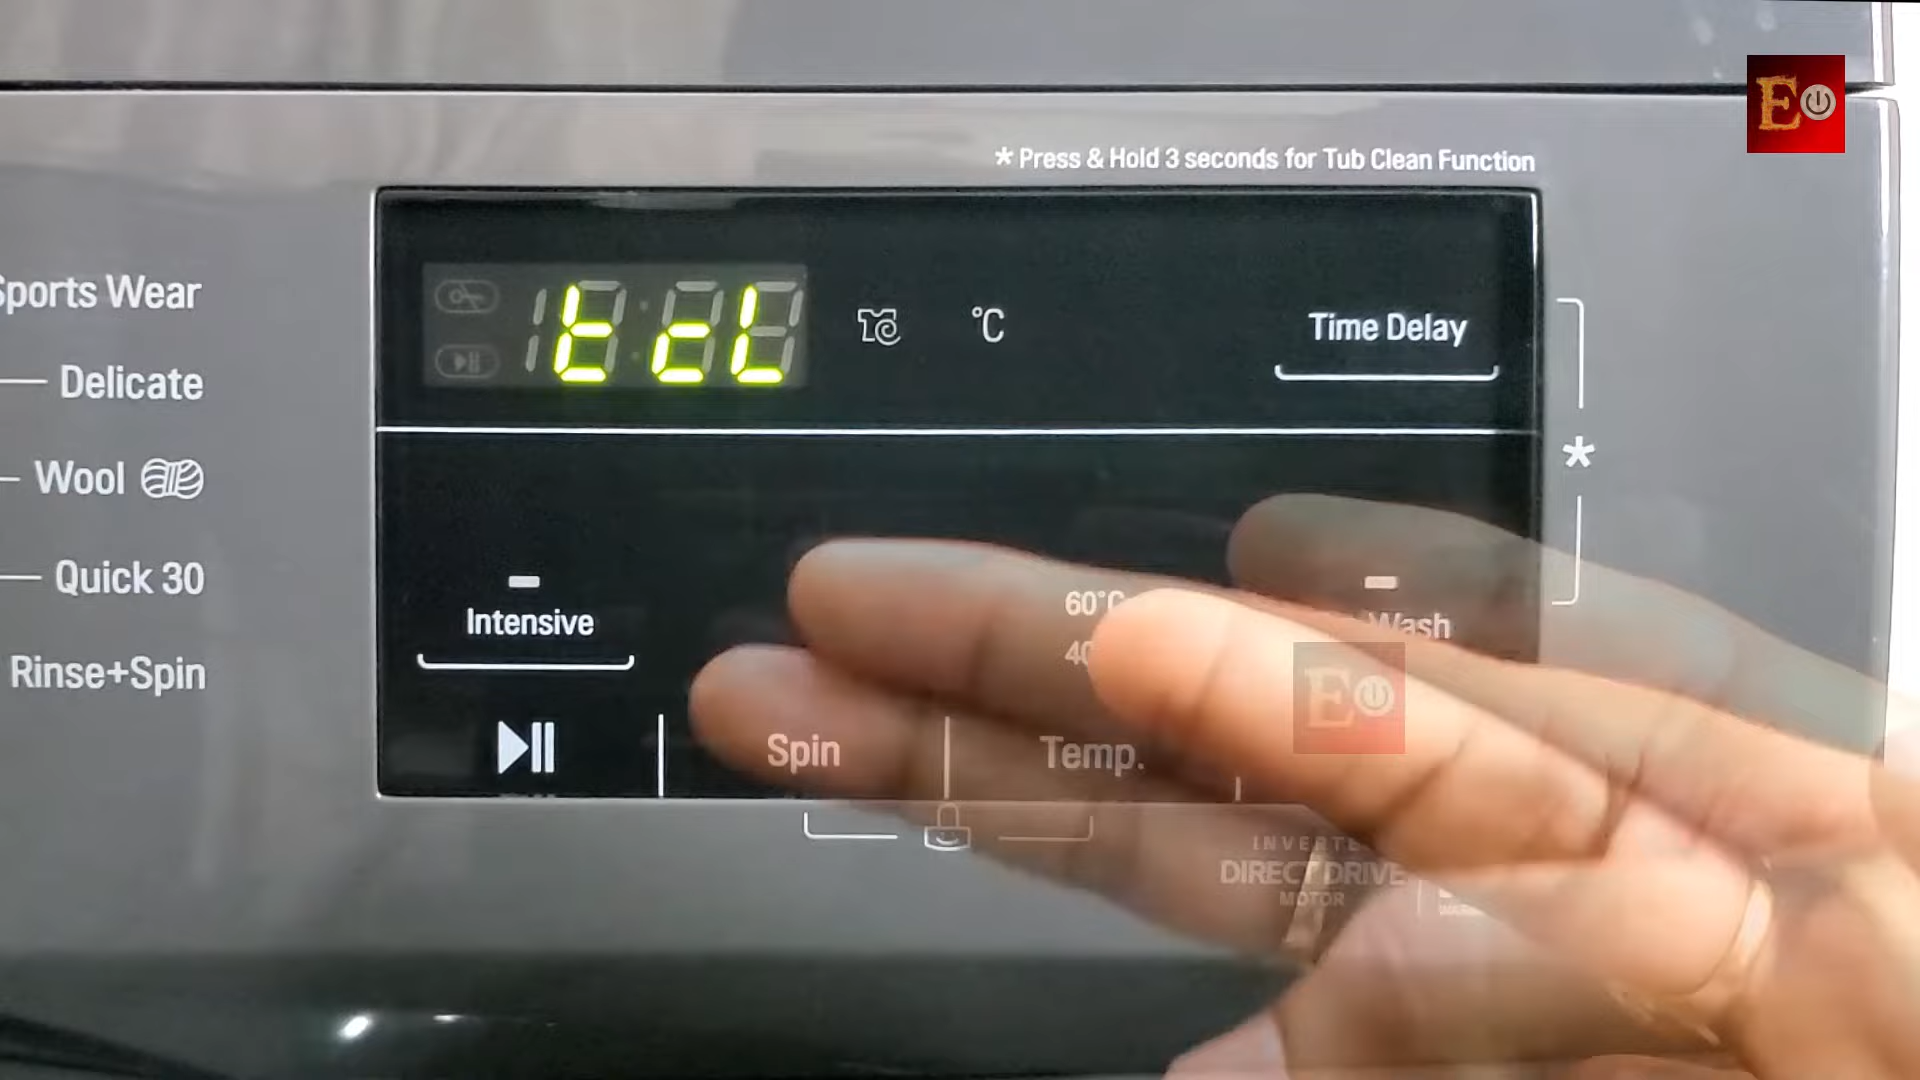 * Press & Hold 3 seconds for Tub Clean Function
Sports Wear
Delicate
Wool
Quick 30
Rinse+Spin
tcL
°C
Time Delay
*
Intensive
60°C
40
Wash
Spin
Temp.
INVERTE
DIRECT DRIVE
MOTOR
E
E